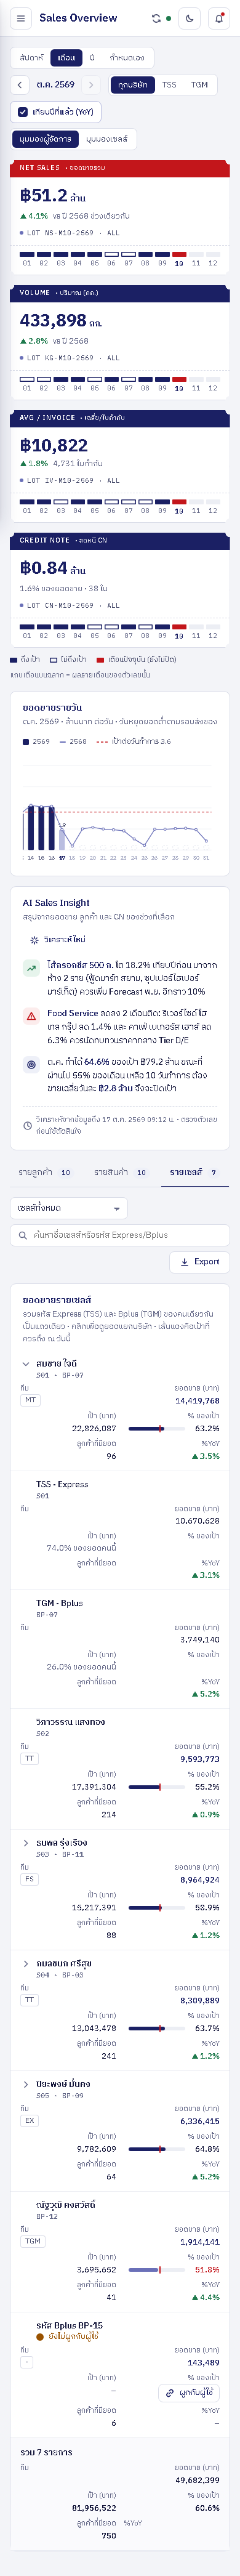 Sales Overview
สัปดาห์ เดือน ปี กำหนดเอง
ต.ค. 2569 ทุกบริษัท TSS TGM
เทียบปีที่แล้ว (YoY)
มุมมองผู้จัดการ มุมมองเซลส์
NET SALES · ยอดขายรวม
฿51.2 ล้าน
▲ 4.1% vs ปี 2568 ช่วงเดียวกัน
LOT NS-M10-2569 · ALL
01 02 03 04 05 06 07 08 09 10 11 12
VOLUME · ปริมาณ (กก.)
433,898 กก.
▲ 2.8% vs ปี 2568
LOT KG-M10-2569 · ALL
01 02 03 04 05 06 07 08 09 10 11 12
AVG / INVOICE · เฉลี่ย/ใบกำกับ
฿10,822
▲ 1.8% 4,731 ใบกำกับ
LOT IV-M10-2569 · ALL
01 02 03 04 05 06 07 08 09 10 11 12
CREDIT NOTE · ลดหนี้ CN
฿0.84 ล้าน
1.6% ของยอดขาย · 38 ใบ
LOT CN-M10-2569 · ALL
01 02 03 04 05 06 07 08 09 10 11 12
ถึงเป้า ไม่ถึงเป้า เดือนปัจจุบัน (ยังไม่ปิด)
แถบเดือนบนฉลาก = ผลรายเดือนของตัวเลขนั้น
ยอดขายรายวัน
ต.ค. 2569 · ล้านบาท ต่อวัน · วันหยุดยอดต่ำตามรอบส่งของ
2569 2568 เป้าต่อวันทำการ 3.6
14 15 16 17 18 19 20 21 22 23 24 25 26 27 28 29 30 31
AI Sales Insight
สรุปจากยอดขาย ลูกค้า และ CN ของช่วงที่เลือก
วิเคราะห์ใหม่
ไส้กรอกชีส 500 ก. โต 18.2% เทียบปีก่อน มาจาก
ห้าง 2 ราย (ฟู้ดมาร์ท สยาม, ซุปเปอร์ไฮเปอร์
มาร์เก็ต) ควรเพิ่ม Forecast พ.ย. อีกราว 10%
Food Service ลดลง 2 เดือนติด: ริเวอร์ไซด์ โฮ
เทล กรุ๊ป ลด 1.4% และ คาเฟ่ เบเกอร์ส เฮาส์ ลด
6.3% ควรนัดทบทวนราคากลาง Tier D/E
ต.ค. ทำได้ 64.6% ของเป้า ฿79.2 ล้าน ขณะที่
ผ่านไป 55% ของเดือน เหลือ 10 วันทำการ ต้อง
ขายเฉลี่ยวันละ ฿2.8 ล้าน จึงจะปิดเป้า
วิเคราะห์จากข้อมูลถึง 17 ต.ค. 2569 09:12 น. · ตรวจตัวเลข
ก่อนใช้ตัดสินใจ
รายลูกค้า 10 รายสินค้า 10 รายเซลส์ 7
เซลส์ทั้งหมด
ค้นหาชื่อเซลส์หรือรหัส Express/Bplus
Export
ยอดขายรายเซลส์
รวมรหัส Express (TSS) และ Bplus (TGM) ของคนเดียวกัน
เป็นแถวเดียว · คลิกเพื่อดูยอดแยกบริษัท · เส้นแดงคือเป้าที่
ควรถึง ณ วันนี้
สมชาย ใจดี
S01 · BP-07
ทีม ยอดขาย (บาท)
MT 14,419,768
เป้า (บาท) % ของเป้า
22,826,087 63.2%
ลูกค้าที่มียอด %YoY
96 ▲ 3.5%
TSS · Express
S01
ทีม ยอดขาย (บาท)
10,670,628
เป้า (บาท) % ของเป้า
74.0% ของยอดคนนี้
ลูกค้าที่มียอด %YoY
▲ 3.1%
TGM · Bplus
BP-07
ทีม ยอดขาย (บาท)
3,749,140
เป้า (บาท) % ของเป้า
26.0% ของยอดคนนี้
ลูกค้าที่มียอด %YoY
▲ 5.2%
วิภาวรรณ แสงทอง
S02
ทีม ยอดขาย (บาท)
TT 9,593,773
เป้า (บาท) % ของเป้า
17,391,304 55.2%
ลูกค้าที่มียอด %YoY
214 ▲ 0.9%
ธนพล รุ่งเรือง
S03 · BP-11
ทีม ยอดขาย (บาท)
FS 8,964,924
เป้า (บาท) % ของเป้า
15,217,391 58.9%
ลูกค้าที่มียอด %YoY
88 ▲ 1.2%
กมลชนก ศรีสุข
S04 · BP-03
ทีม ยอดขาย (บาท)
TT 8,309,889
เป้า (บาท) % ของเป้า
13,043,478 63.7%
ลูกค้าที่มียอด %YoY
241 ▲ 1.2%
ปิยะพงษ์ มั่นคง
S05 · BP-09
ทีม ยอดขาย (บาท)
EX 6,336,415
เป้า (บาท) % ของเป้า
9,782,609 64.8%
ลูกค้าที่มียอด %YoY
64 ▲ 5.2%
ณัฐวุฒิ คงสวัสดิ์
BP-12
ทีม ยอดขาย (บาท)
TGM 1,914,141
เป้า (บาท) % ของเป้า
3,695,652 51.8%
ลูกค้าที่มียอด %YoY
41 ▲ 4.4%
รหัส Bplus BP-15
ยังไม่ผูกกับผู้ใช้
ทีม ยอดขาย (บาท)
- 143,489
เป้า (บาท) % ของเป้า
– ผูกกับผู้ใช้
ลูกค้าที่มียอด %YoY
6 –
รวม 7 รายการ
ทีม ยอดขาย (บาท)
49,682,399
เป้า (บาท) % ของเป้า
81,956,522 60.6%
ลูกค้าที่มียอด %YoY
750